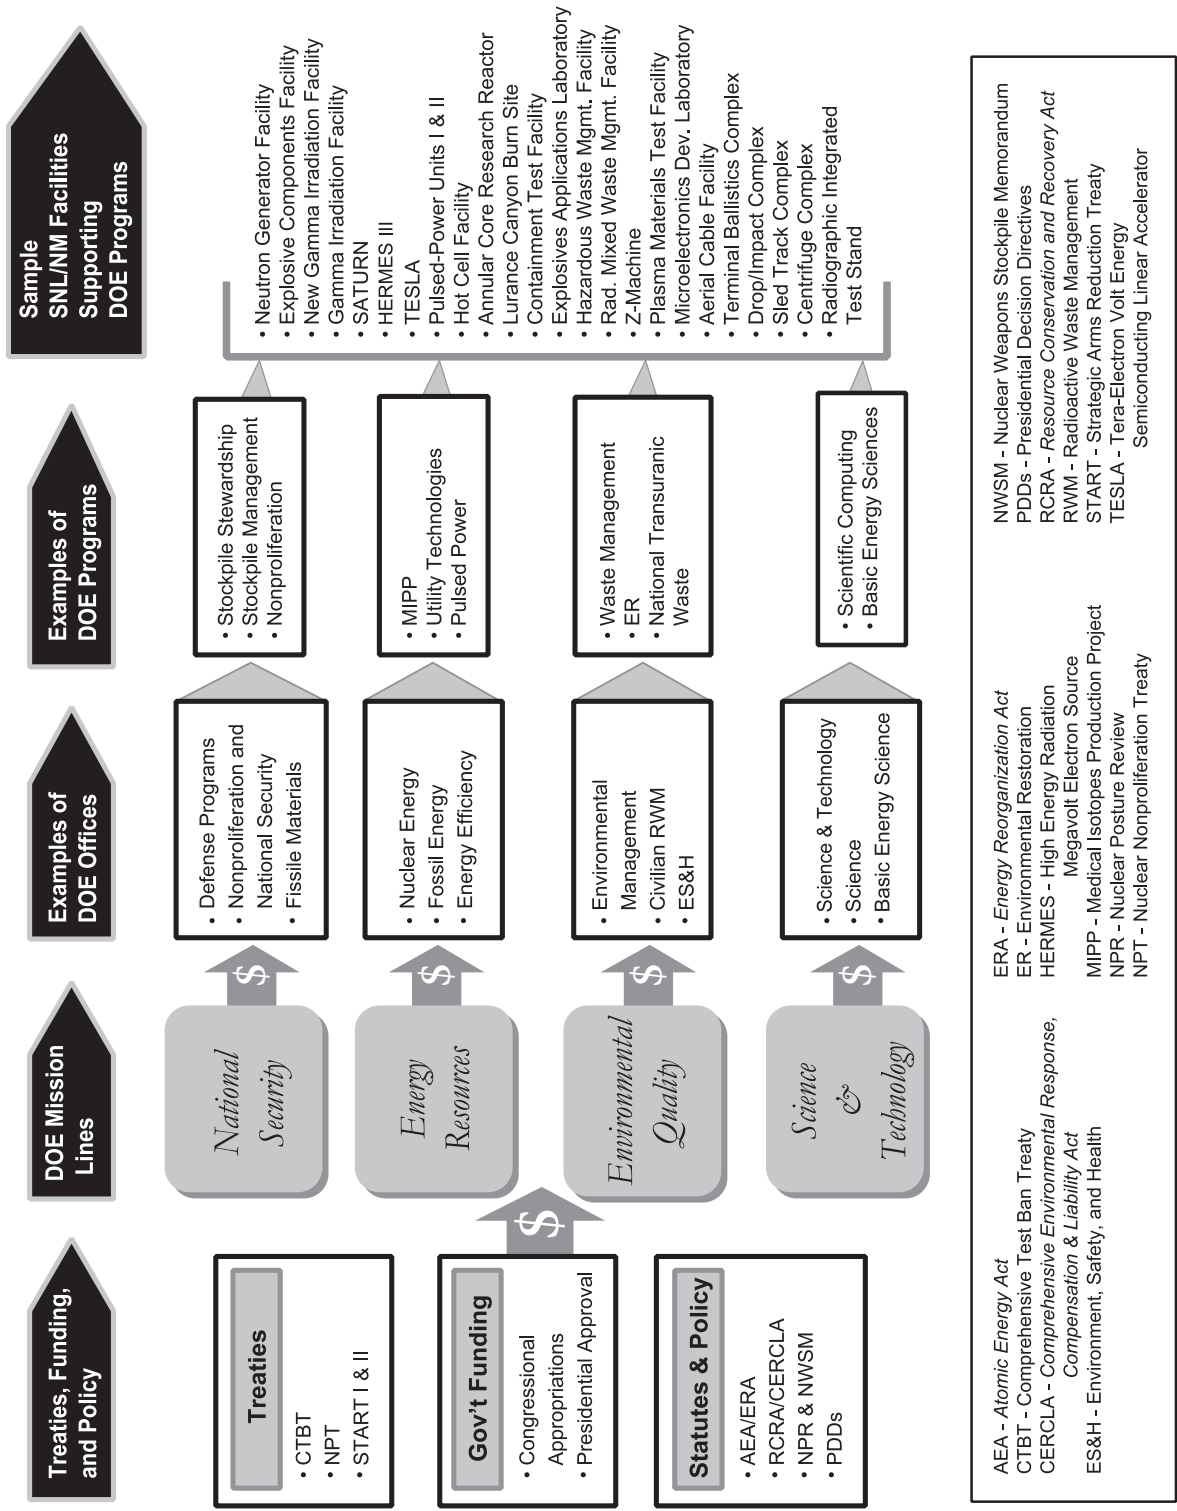 Treaties, Funding,
and Policy
DOE Mission
Lines
Examples of
DOE Offices
Examples of
DOE Programs
Sample
SNL/NM Facilities
Supporting
DOE Programs
Treaties
• CTBT
• NPT
• START I & II
Gov't Funding
• Congressional
Appropriations
• Presidential Approval
Statutes & Policy
• AEA/ERA
• RCRA/CERCLA
• NPR & NWSM
• PDDs
$
National
Security
$
Energy
Resources
$
Environmental
Quality
$
Science
&
Technology
$
• Defense Programs
• Nonproliferation and
National Security
• Fissile Materials
• Nuclear Energy
• Fossil Energy
• Energy Efficiency
• Environmental
Management
• Civilian RWM
• ES&H
• Science & Technology
• Science
• Basic Energy Science
• Stockpile Stewardship
• Stockpile Management
• Nonproliferation
• MIPP
• Utility Technologies
• Pulsed Power
• Waste Management
• ER
• National Transuranic
Waste
• Scientific Computing
• Basic Energy Sciences
• Neutron Generator Facility
• Explosive Components Facility
• New Gamma Irradiation Facility
• Gamma Irradiation Facility
• SATURN
• HERMES III
• TESLA
• Pulsed-Power Units I & II
• Hot Cell Facility
• Annular Core Research Reactor
• Lurance Canyon Burn Site
• Containment Test Facility
• Explosives Applications Laboratory
• Hazardous Waste Mgmt. Facility
• Rad. Mixed Waste Mgmt. Facility
• Z-Machine
• Plasma Materials Test Facility
• Microelectronics Dev. Laboratory
• Aerial Cable Facility
• Terminal Ballistics Complex
• Drop/Impact Complex
• Sled Track Complex
• Centrifuge Complex
• Radiographic Integrated
Test Stand
AEA - Atomic Energy Act
CTBT - Comprehensive Test Ban Treaty
CERCLA - Comprehensive Environmental Response,
Compensation & Liability Act
ES&H - Environment, Safety, and Health
ERA - Energy Reorganization Act
ER - Environmental Restoration
HERMES - High Energy Radiation
Megavolt Electron Source
MIPP - Medical Isotopes Production Project
NPR - Nuclear Posture Review
NPT - Nuclear Nonproliferation Treaty
NWSM - Nuclear Weapons Stockpile Memorandum
PDDs - Presidential Decision Directives
RCRA - Resource Conservation and Recovery Act
RWM - Radioactive Waste Management
START - Strategic Arms Reduction Treaty
TESLA - Tera-Electron Volt Energy
Semiconducting Linear Accelerator